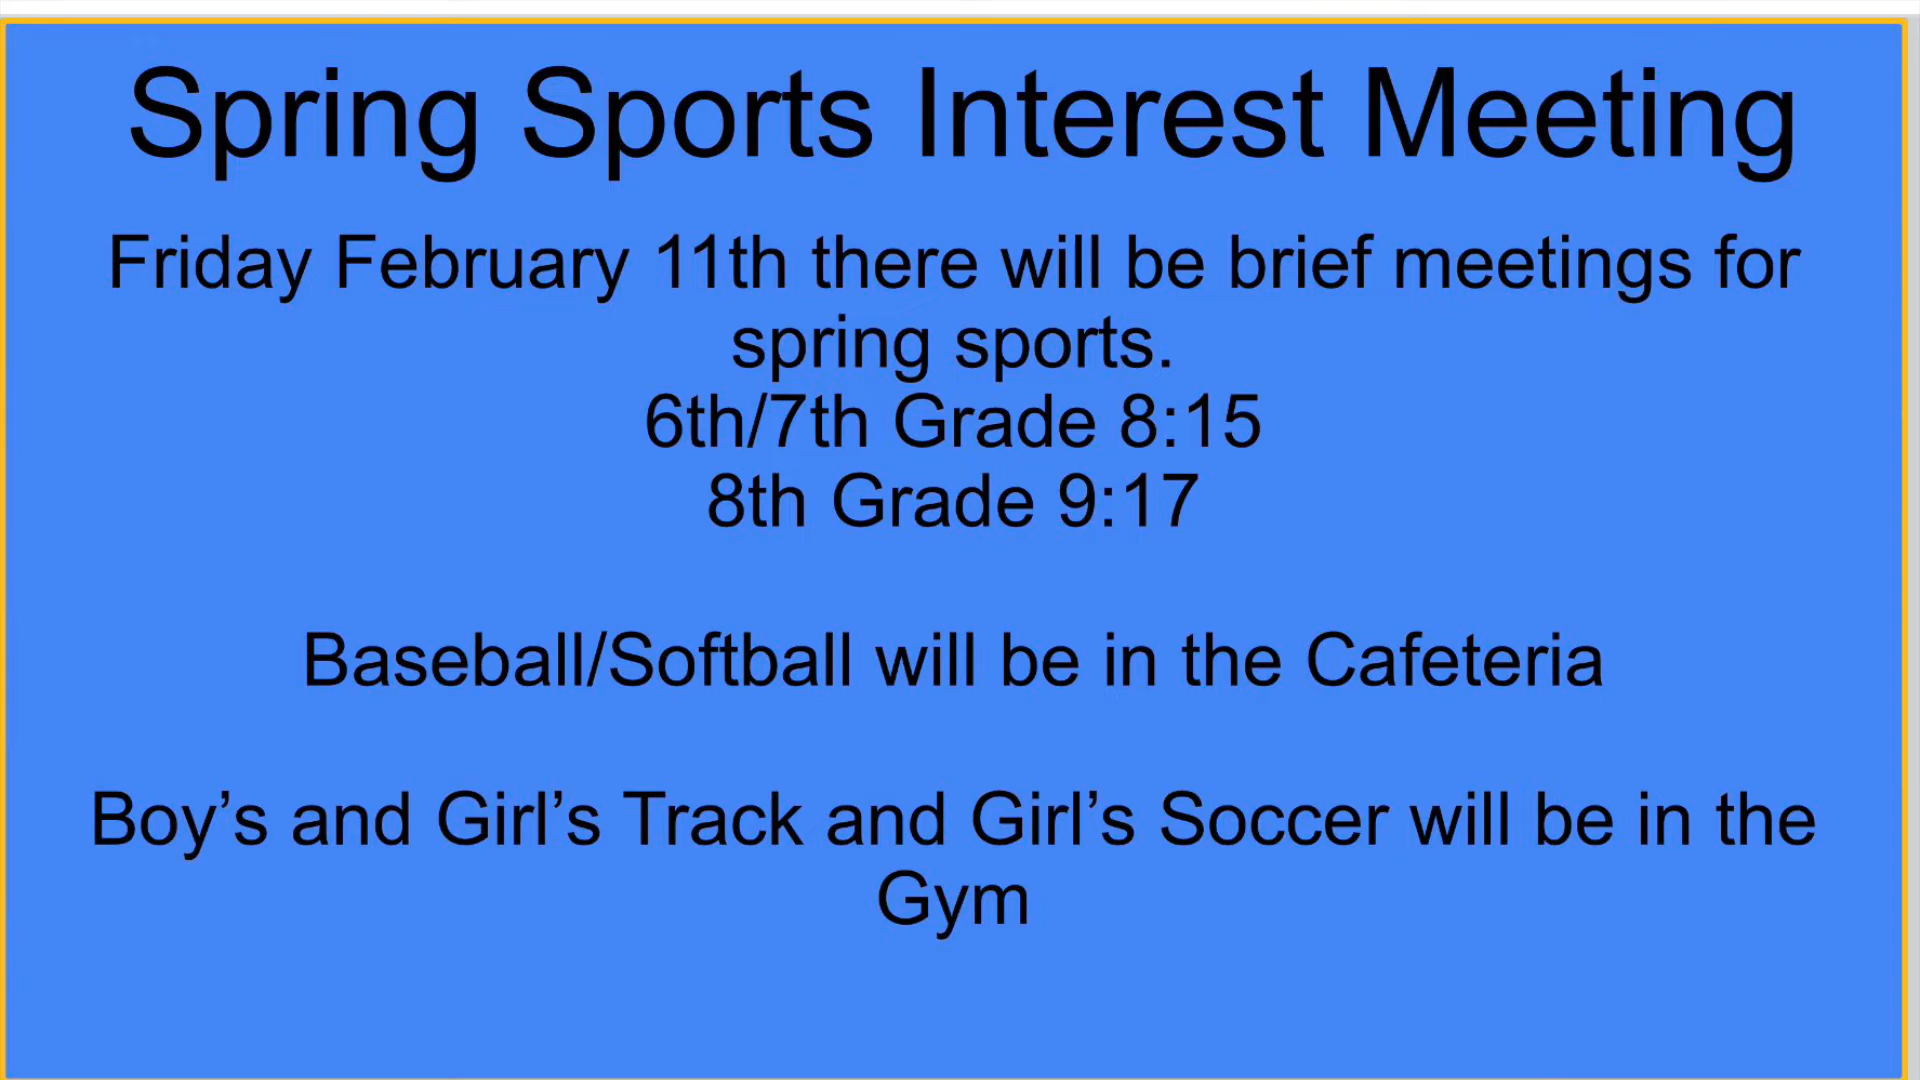 Spring Sports Interest Meeting
Friday February 11th there will be brief meetings for
spring sports.
6th/7th Grade 8:15
8th Grade 9:17
Baseball/Softball will be in the Cafeteria
Boy’s and Girl’s Track and Girl’s Soccer will be in the
Gym